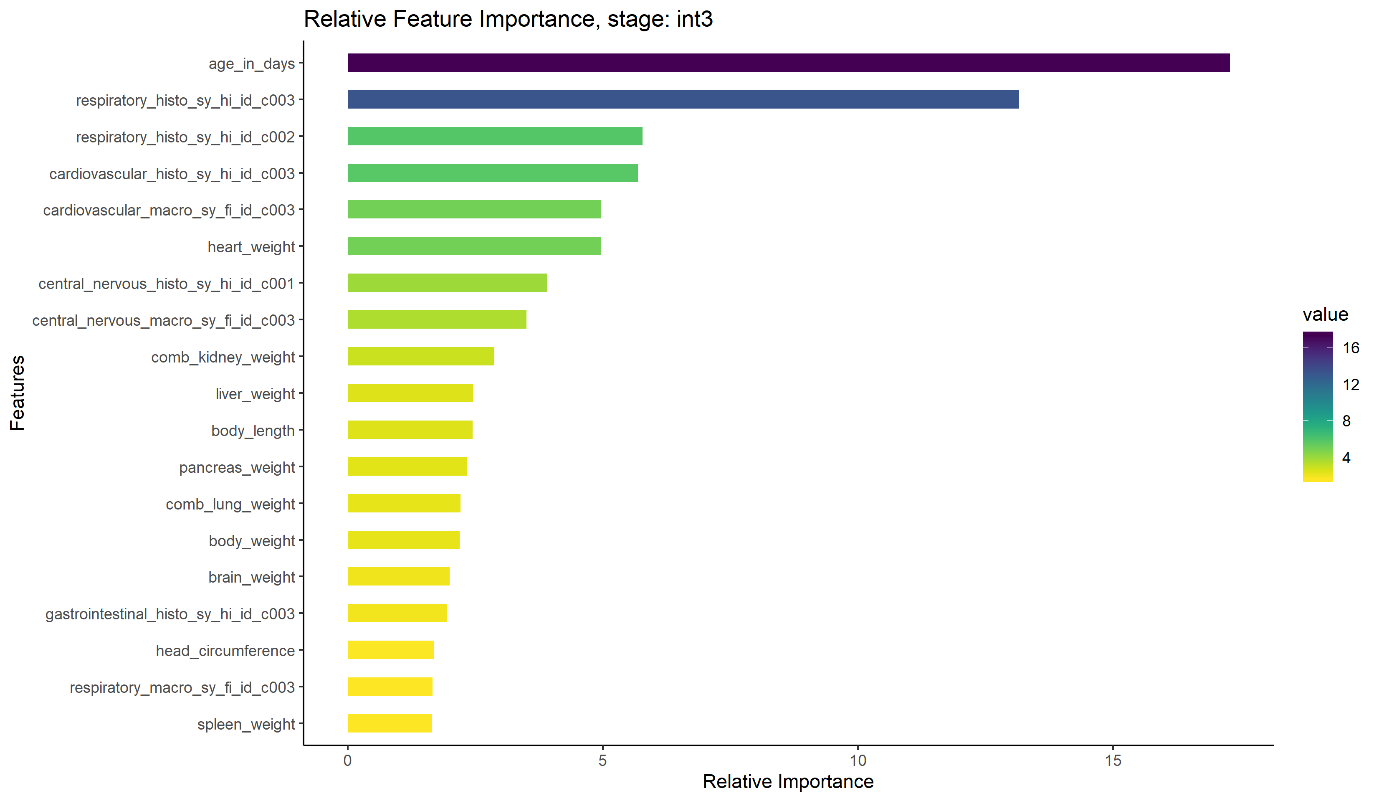 Relative Feature Importance, stage: int3
Features
age_in_days
respiratory_histo_sy_hi_id_c003
respiratory_histo_sy_hi_id_c002
cardiovascular_histo_sy_hi_id_c003
cardiovascular_macro_sy_fi_id_c003
heart_weight
central_nervous_histo_sy_hi_id_c001
central_nervous_macro_sy_fi_id_c003
comb_kidney_weight
liver_weight
body_length
pancreas_weight
comb_lung_weight
body_weight
brain_weight
gastrointestinal_histo_sy_hi_id_c003
head_circumference
respiratory_macro_sy_fi_id_c003
spleen_weight
0 5 10 15
Relative Importance
value
16
12
8
4